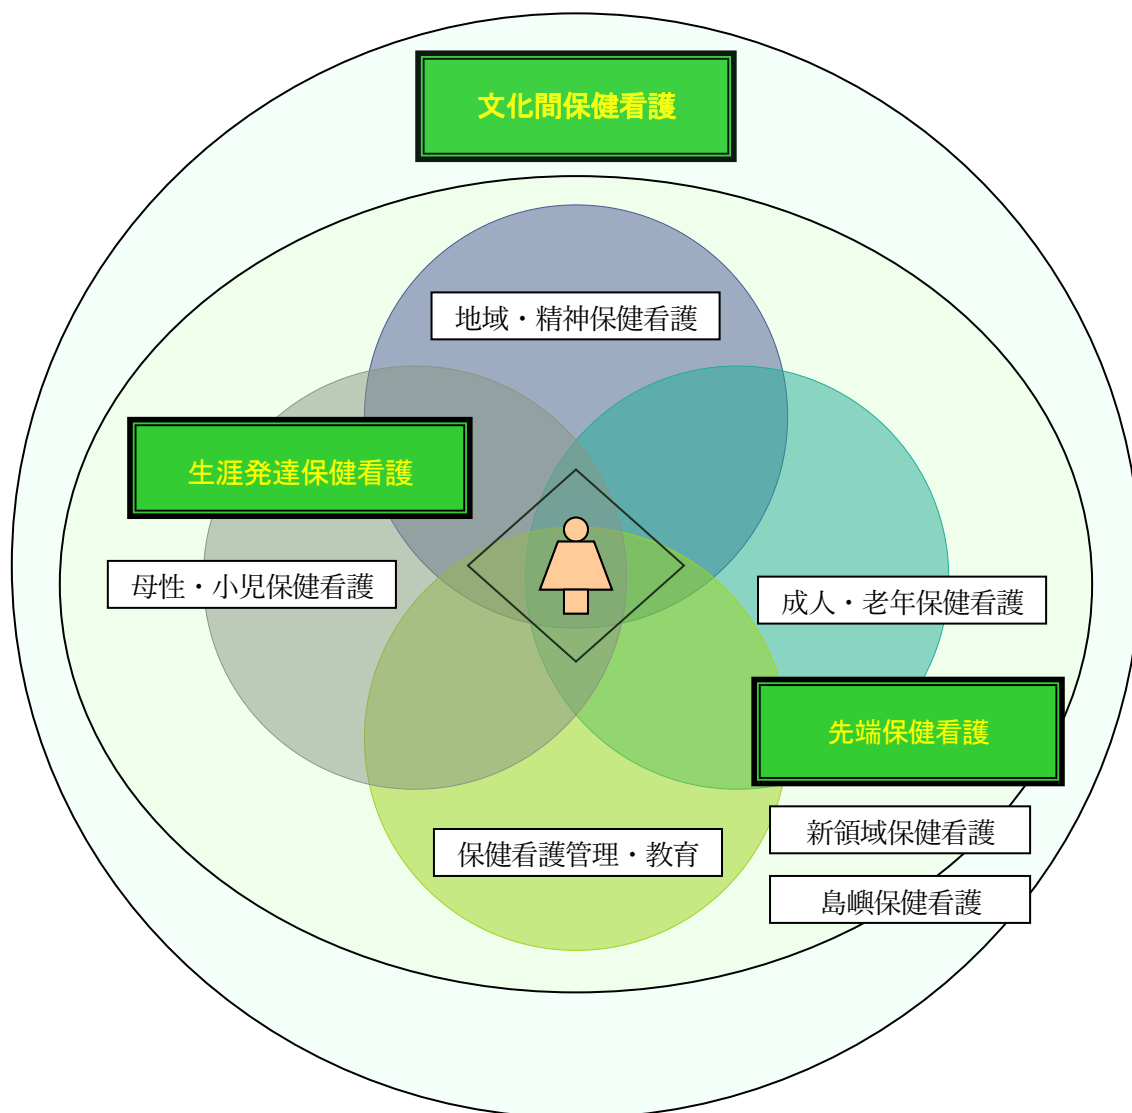 文化間保健看護
地域・精神保健看護
生涯発達保健看護
母性・小児保健看護
成人・老年保健看護
先端保健看護
新領域保健看護
保健看護管理・教育
島嶼保健看護